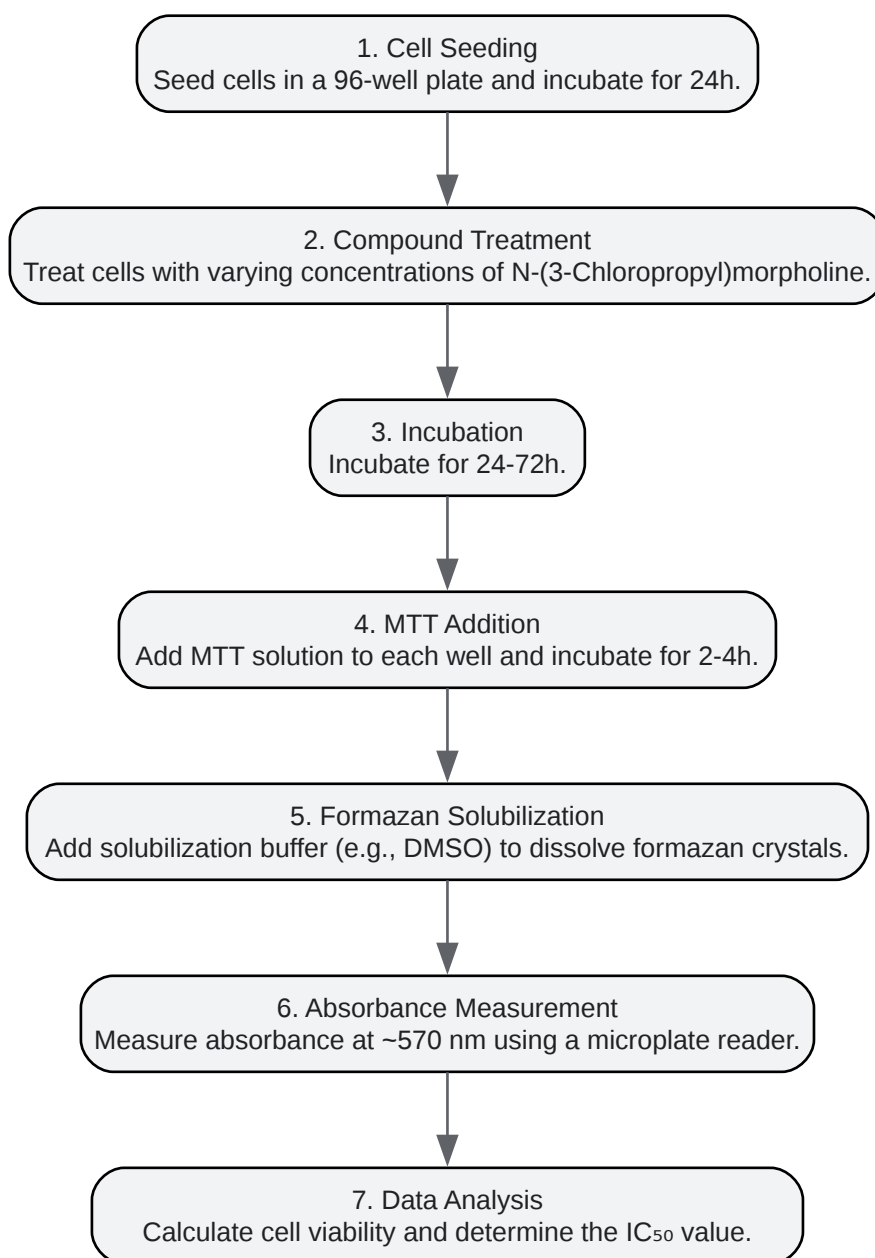 1. Cell Seeding
Seed cells in a 96-well plate and incubate for 24h.
2. Compound Treatment
Treat cells with varying concentrations of N-(3-Chloropropyl)morpholine.
3. Incubation
Incubate for 24-72h.
4. MTT Addition
Add MTT solution to each well and incubate for 2-4h.
5. Formazan Solubilization
Add solubilization buffer (e.g., DMSO) to dissolve formazan crystals.
6. Absorbance Measurement
Measure absorbance at ~570 nm using a microplate reader.
7. Data Analysis
Calculate cell viability and determine the IC₅₀ value.